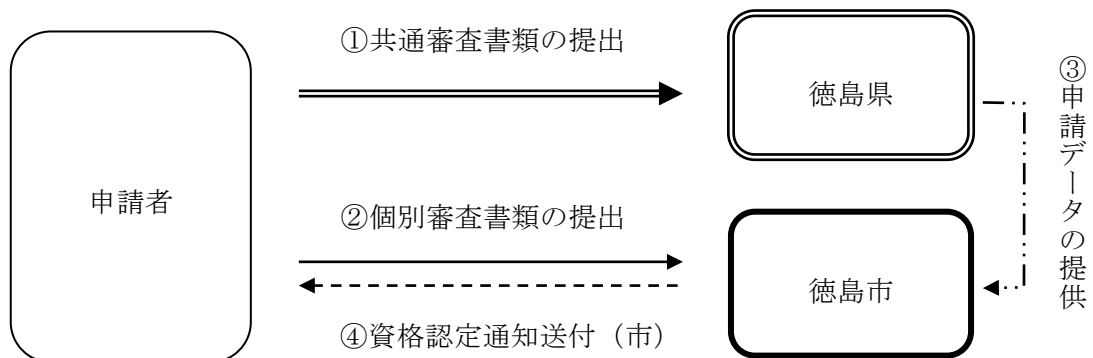 ①共通審査書類の提出
徳島県
③申請データの提供
申請者
②個別審査書類の提出
徳島市
④資格認定通知送付（市）